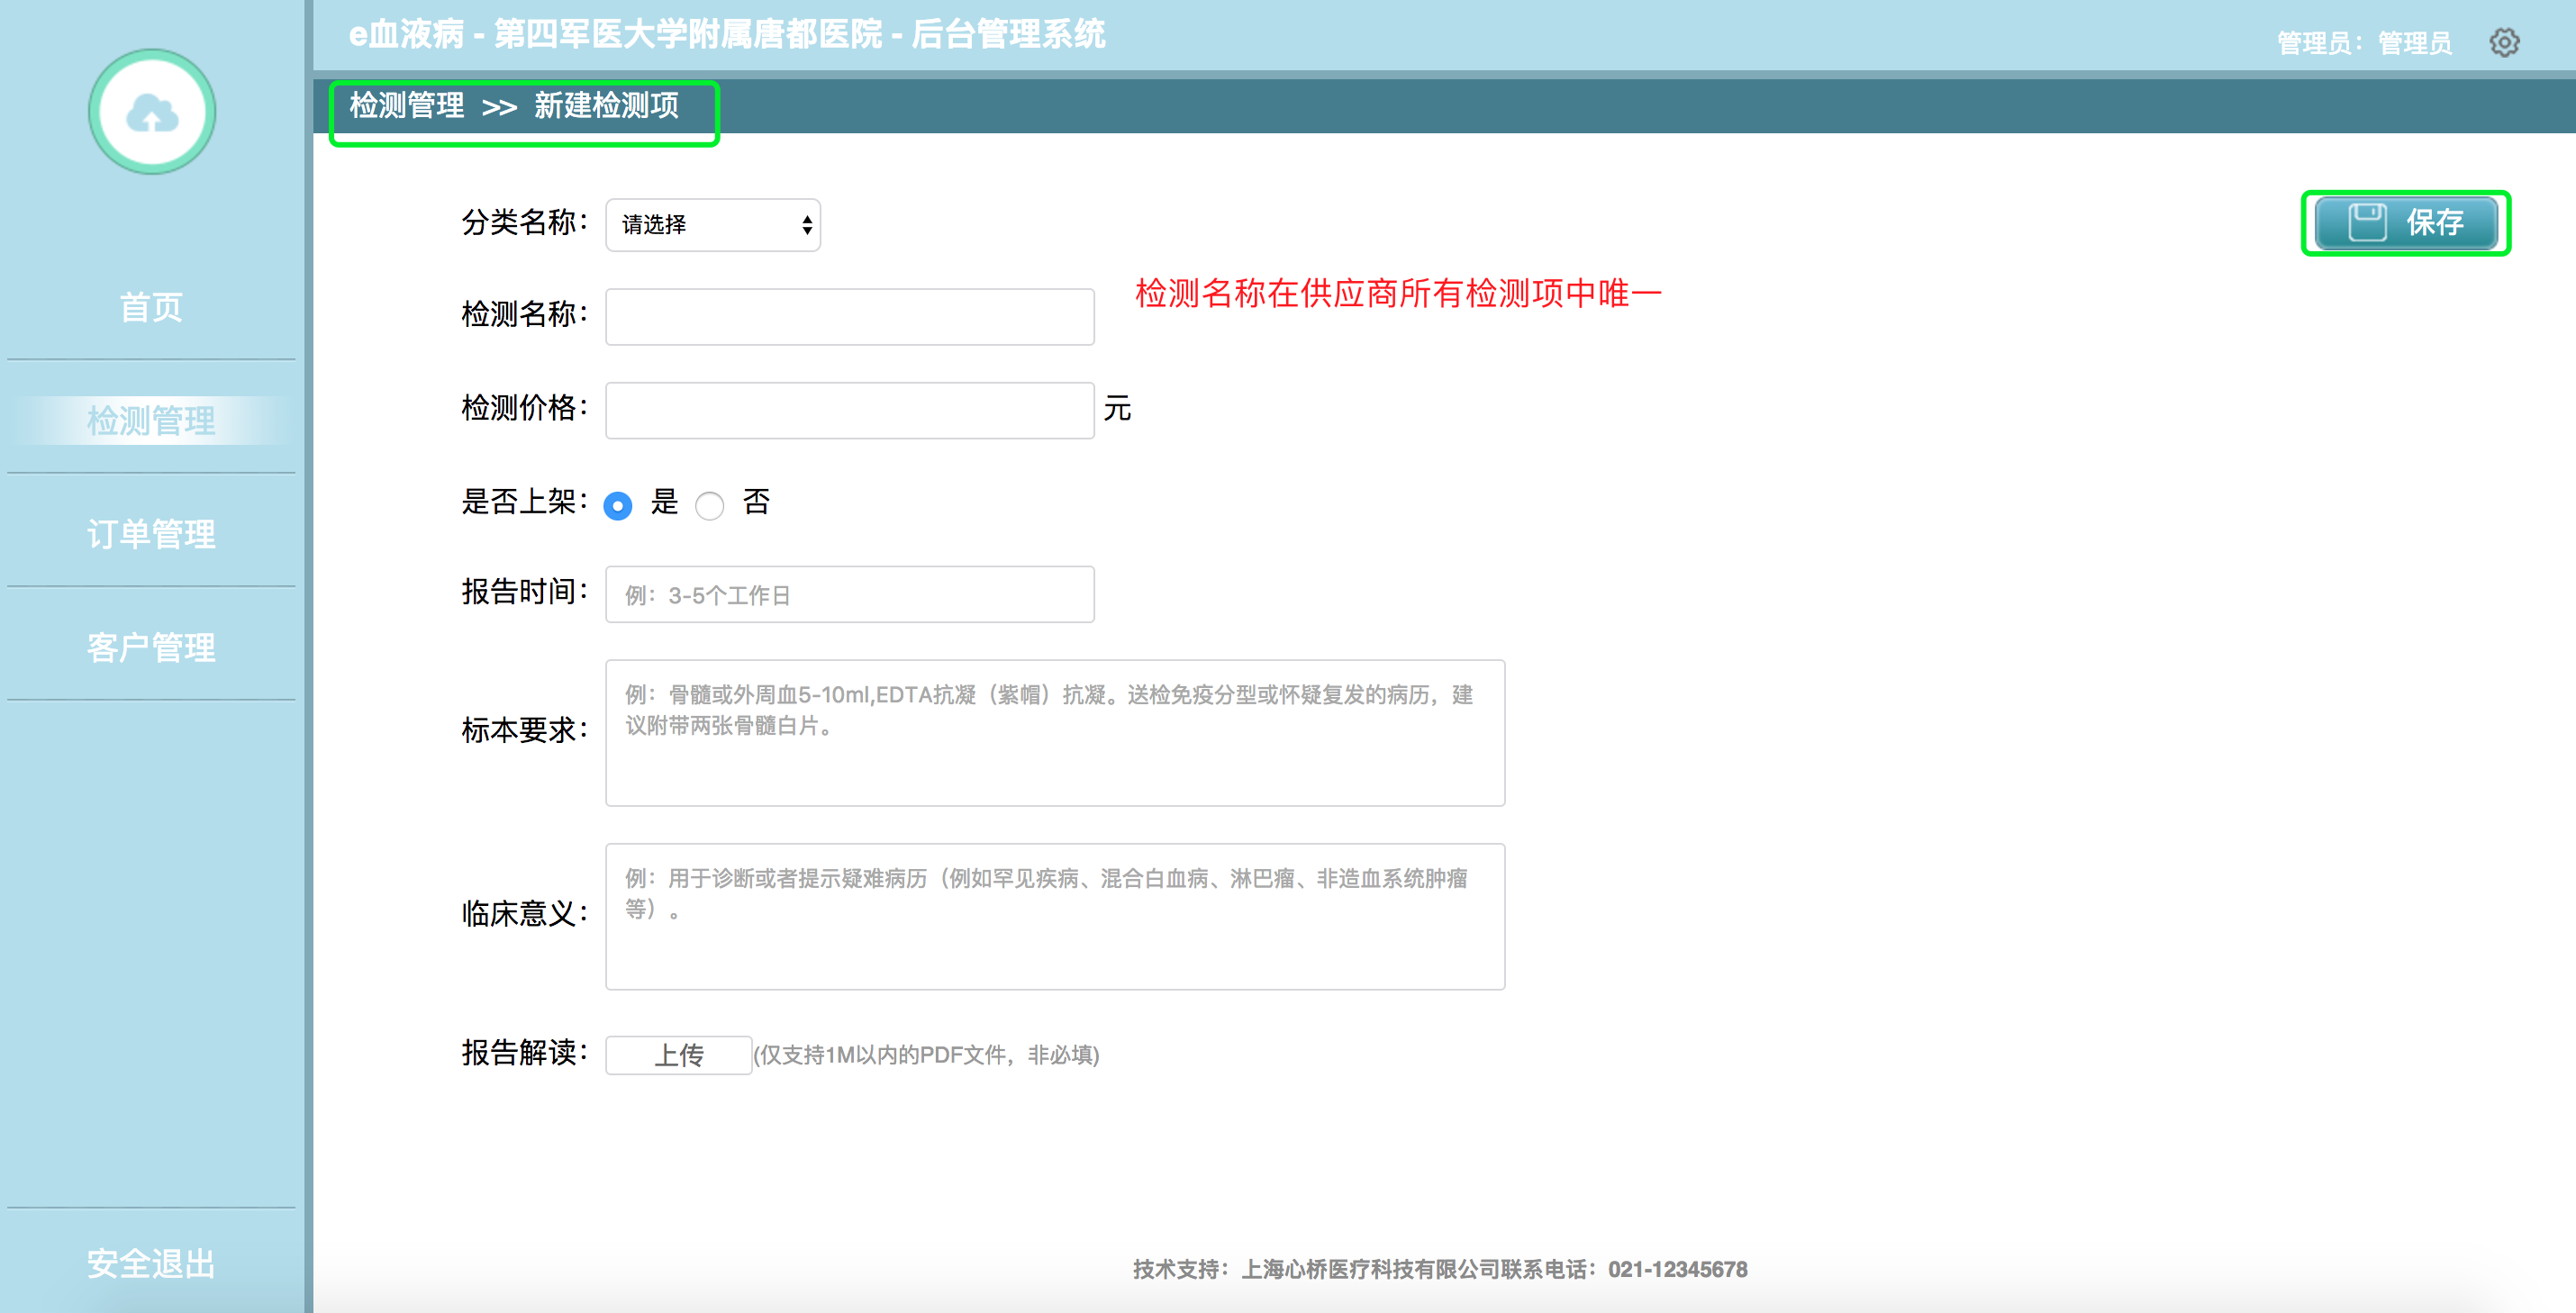 e血液病 - 第四军医大学附属唐都医院 - 后台管理系统
管理员：管理员
检测管理 >> 新建检测项
首页
检测管理
订单管理
客户管理
安全退出
分类名称： 请选择
保存
检测名称： 检测名称在供应商所有检测项中唯一
检测价格： 元
是否上架： 是 否
报告时间： 例：3-5个工作日
标本要求： 例：骨髓或外周血5-10ml,EDTA抗凝（紫帽）抗凝。送检免疫分型或怀疑复发的病历，建
议附带两张骨髓白片。
临床意义： 例：用于诊断或者提示疑难病历（例如罕见疾病、混合白血病、淋巴瘤、非造血系统肿瘤
等）。
报告解读： 上传 (仅支持1M以内的PDF文件，非必填)
技术支持：上海心桥医疗科技有限公司联系电话：021-12345678